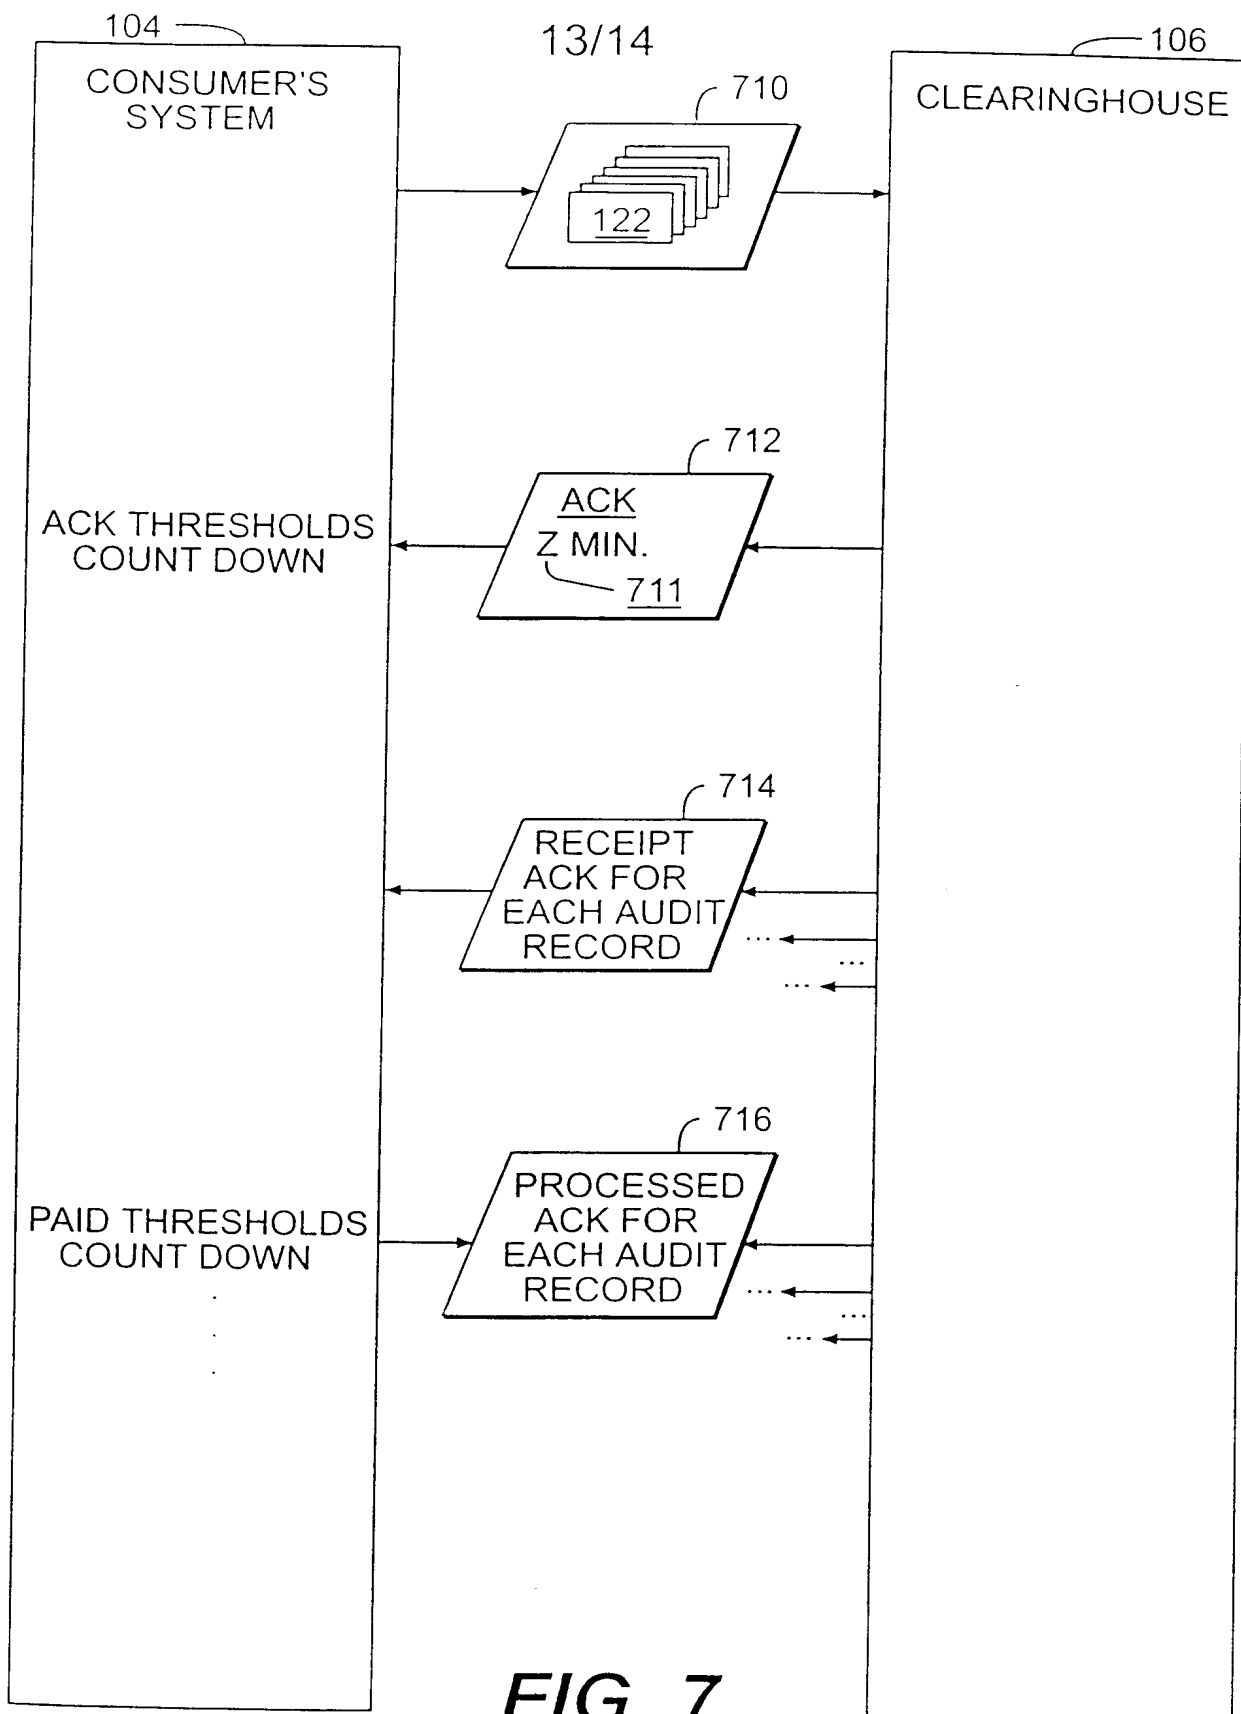 13/14
104
CONSUMER'S
SYSTEM
106
CLEARINGHOUSE
710
122
712
ACK
Z MIN.
711
ACK THRESHOLDS
COUNT DOWN
714
RECEIPT
ACK FOR
EACH AUDIT
RECORD
...
...
...
716
PROCESSED
ACK FOR
EACH AUDIT
RECORD
...
...
...
PAID THRESHOLDS
COUNT DOWN
.
.
.
FIG. 7